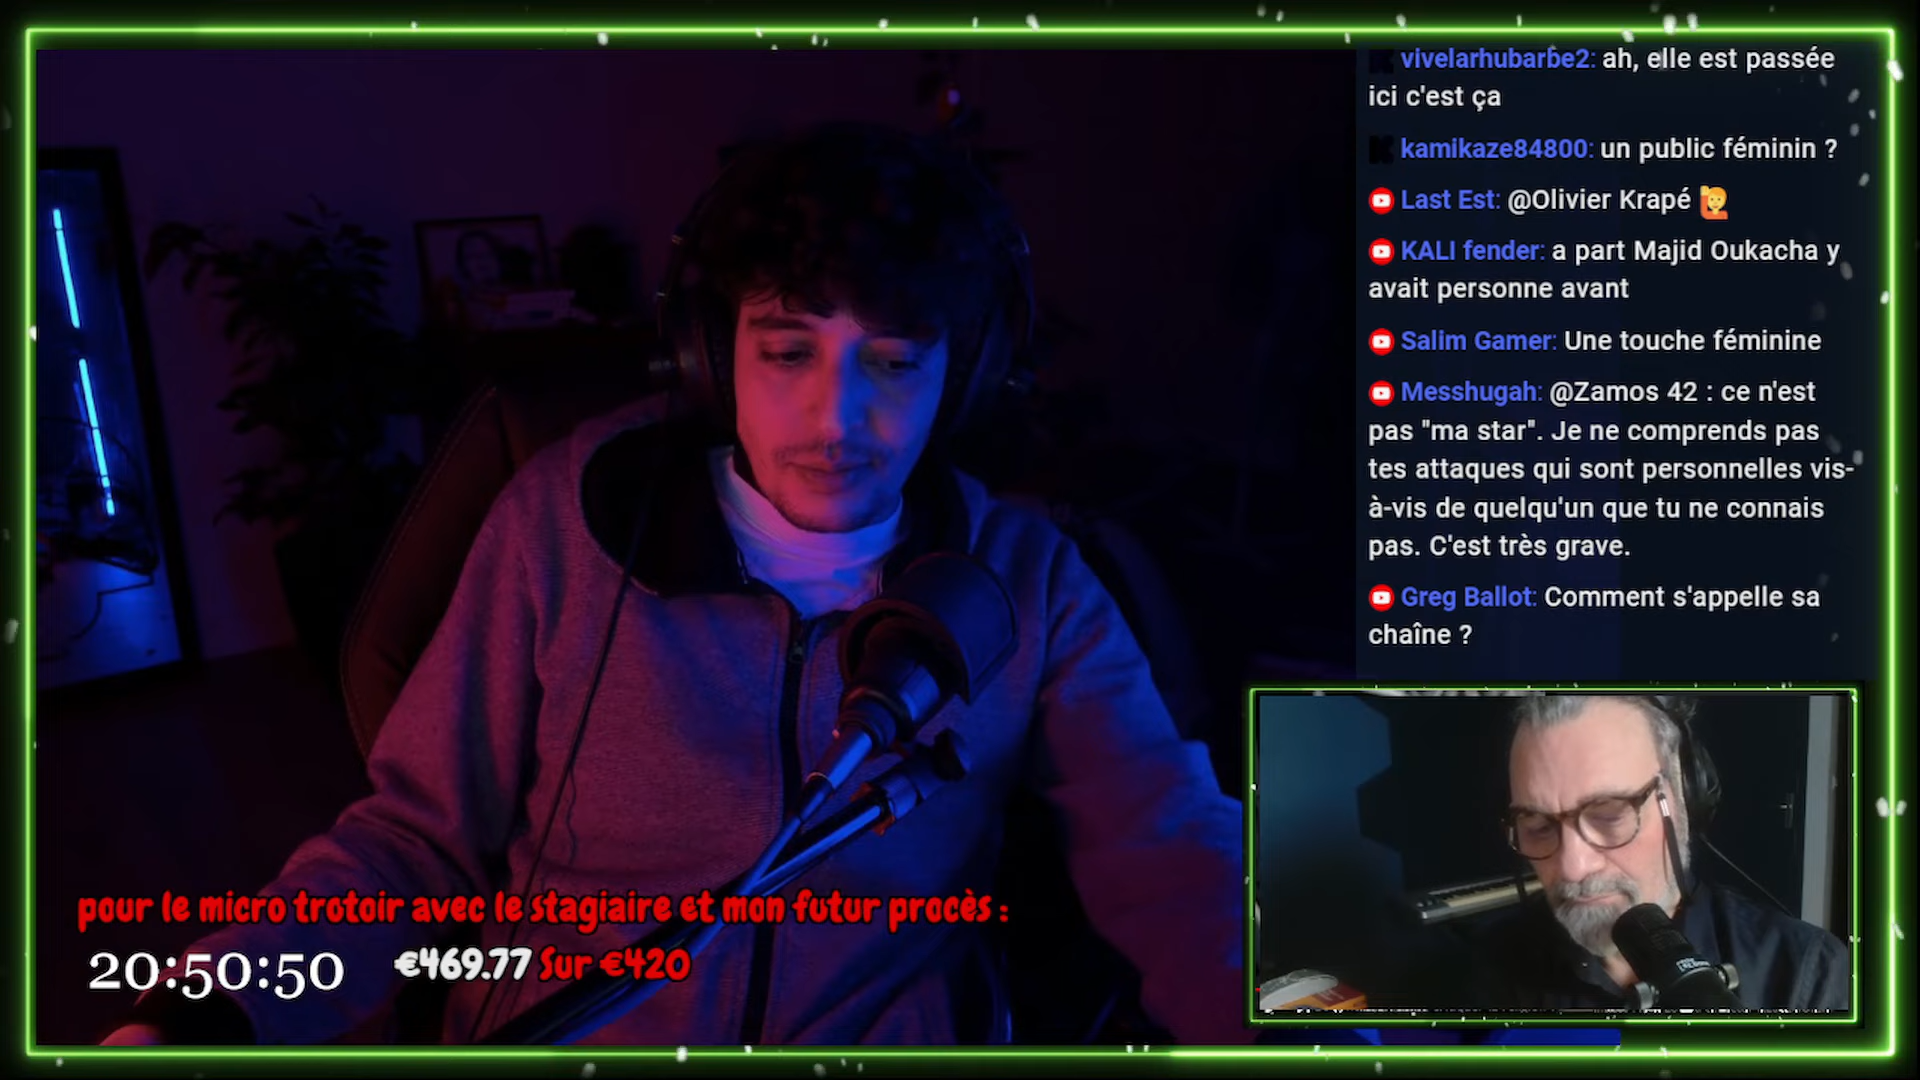 vivelarhubarbe2: ah, elle est passée
ici c'est ça
kamikaze84800: un public féminin ?
Last Est: @Olivier Krapé 🙋
KALI fender: a part Majid Oukacha y
avait personne avant
Salim Gamer: Une touche féminine
Messhugah: @Zamos 42 : ce n'est
pas "ma star". Je ne comprends pas
tes attaques qui sont personnelles vis-
à-vis de quelqu'un que tu ne connais
pas. C'est très grave.
Greg Ballot: Comment s'appelle sa
chaîne ?
pour le micro trotoir avec le stagiaire et mon futur procès :
20:50:50 €469.77 Sur €420